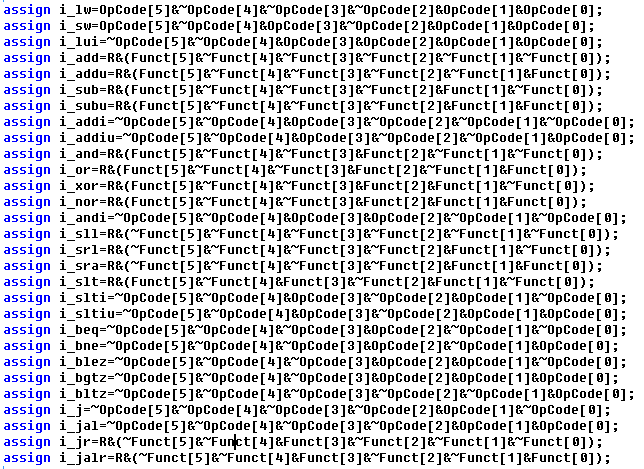 assign i_lw=OpCode[5]&~OpCode[4]&~OpCode[3]&~OpCode[2]&OpCode[1]&OpCode[0];
assign i_sw=OpCode[5]&~OpCode[4]&OpCode[3]&~OpCode[2]&OpCode[1]&OpCode[0];
assign i_lui=~OpCode[5]&~OpCode[4]&OpCode[3]&OpCode[2]&OpCode[1]&OpCode[0];
assign i_add=R&(Funct[5]&~Funct[4]&~Funct[3]&~Funct[2]&~Funct[1]&~Funct[0]);
assign i_addu=R&(Funct[5]&~Funct[4]&~Funct[3]&~Funct[2]&~Funct[1]&Funct[0]);
assign i_sub=R&(Funct[5]&~Funct[4]&~Funct[3]&~Funct[2]&Funct[1]&~Funct[0]);
assign i_subu=R&(Funct[5]&~Funct[4]&~Funct[3]&~Funct[2]&Funct[1]&Funct[0]);
assign i_addi=~OpCode[5]&~OpCode[4]&OpCode[3]&~OpCode[2]&~OpCode[1]&~OpCode[0];
assign i_addiu=~OpCode[5]&~OpCode[4]&OpCode[3]&~OpCode[2]&~OpCode[1]&OpCode[0];
assign i_and=R&(Funct[5]&~Funct[4]&~Funct[3]&Funct[2]&~Funct[1]&~Funct[0]);
assign i_or=R&(Funct[5]&~Funct[4]&~Funct[3]&Funct[2]&~Funct[1]&Funct[0]);
assign i_xor=R&(Funct[5]&~Funct[4]&~Funct[3]&Funct[2]&Funct[1]&~Funct[0]);
assign i_nor=R&(Funct[5]&~Funct[4]&~Funct[3]&Funct[2]&Funct[1]&Funct[0]);
assign i_andi=~OpCode[5]&~OpCode[4]&OpCode[3]&OpCode[2]&~OpCode[1]&~OpCode[0];
assign i_sll=R&(~Funct[5]&~Funct[4]&~Funct[3]&~Funct[2]&~Funct[1]&~Funct[0]);
assign i_srl=R&(~Funct[5]&~Funct[4]&~Funct[3]&~Funct[2]&Funct[1]&~Funct[0]);
assign i_sra=R&(~Funct[5]&~Funct[4]&~Funct[3]&~Funct[2]&Funct[1]&Funct[0]);
assign i_slt=R&(Funct[5]&~Funct[4]&Funct[3]&~Funct[2]&Funct[1]&~Funct[0]);
assign i_slti=~OpCode[5]&~OpCode[4]&OpCode[3]&~OpCode[2]&OpCode[1]&~OpCode[0];
assign i_sltiu=~OpCode[5]&~OpCode[4]&OpCode[3]&~OpCode[2]&OpCode[1]&OpCode[0];
assign i_beq=~OpCode[5]&~OpCode[4]&~OpCode[3]&OpCode[2]&~OpCode[1]&~OpCode[0];
assign i_bne=~OpCode[5]&~OpCode[4]&~OpCode[3]&OpCode[2]&~OpCode[1]&OpCode[0];
assign i_blez=~OpCode[5]&~OpCode[4]&~OpCode[3]&OpCode[2]&OpCode[1]&~OpCode[0];
assign i_bgtz=~OpCode[5]&~OpCode[4]&~OpCode[3]&OpCode[2]&OpCode[1]&OpCode[0];
assign i_bltz=~OpCode[5]&~OpCode[4]&~OpCode[3]&~OpCode[2]&~OpCode[1]&OpCode[0];
assign i_j=~OpCode[5]&~OpCode[4]&~OpCode[3]&~OpCode[2]&OpCode[1]&~OpCode[0];
assign i_jal=~OpCode[5]&~OpCode[4]&~OpCode[3]&~OpCode[2]&OpCode[1]&OpCode[0];
assign i_jr=R&(~Funct[5]&~Funct[4]&Funct[3]&~Funct[2]&~Funct[1]&~Funct[0]);
assign i_jalr=R&(~Funct[5]&~Funct[4]&Funct[3]&~Funct[2]&~Funct[1]&Funct[0]);